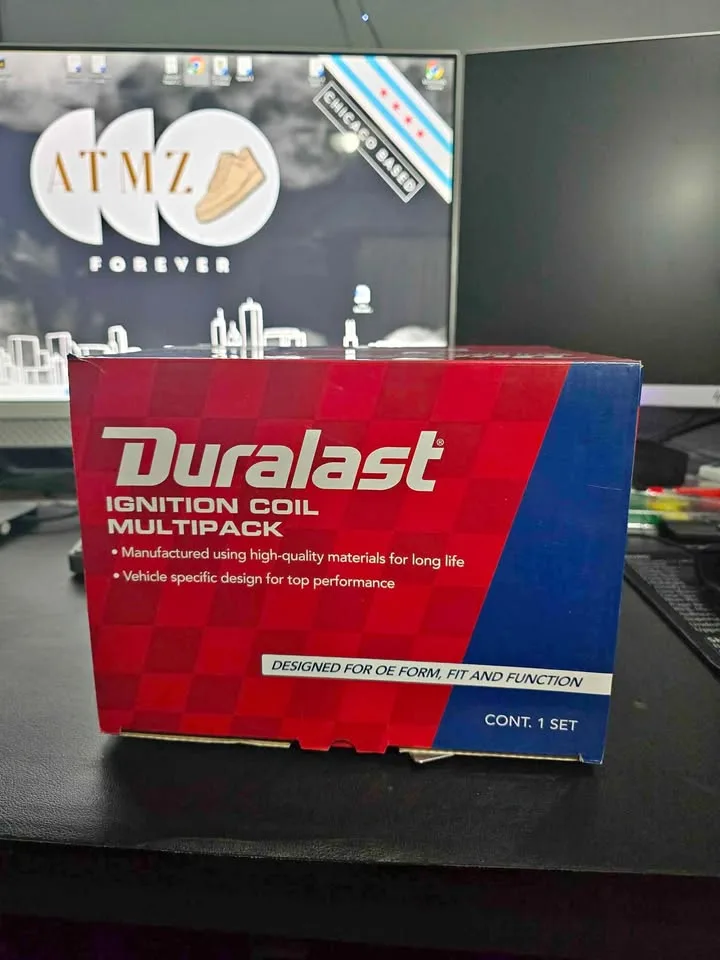 ATMZ
FOREVER
CHICAGO BASED
Duralast®
IGNITION COIL
MULTIPACK
• Manufactured using high-quality materials for long life
• Vehicle specific design for top performance
DESIGNED FOR OE FORM, FIT AND FUNCTION
CONT. 1 SET